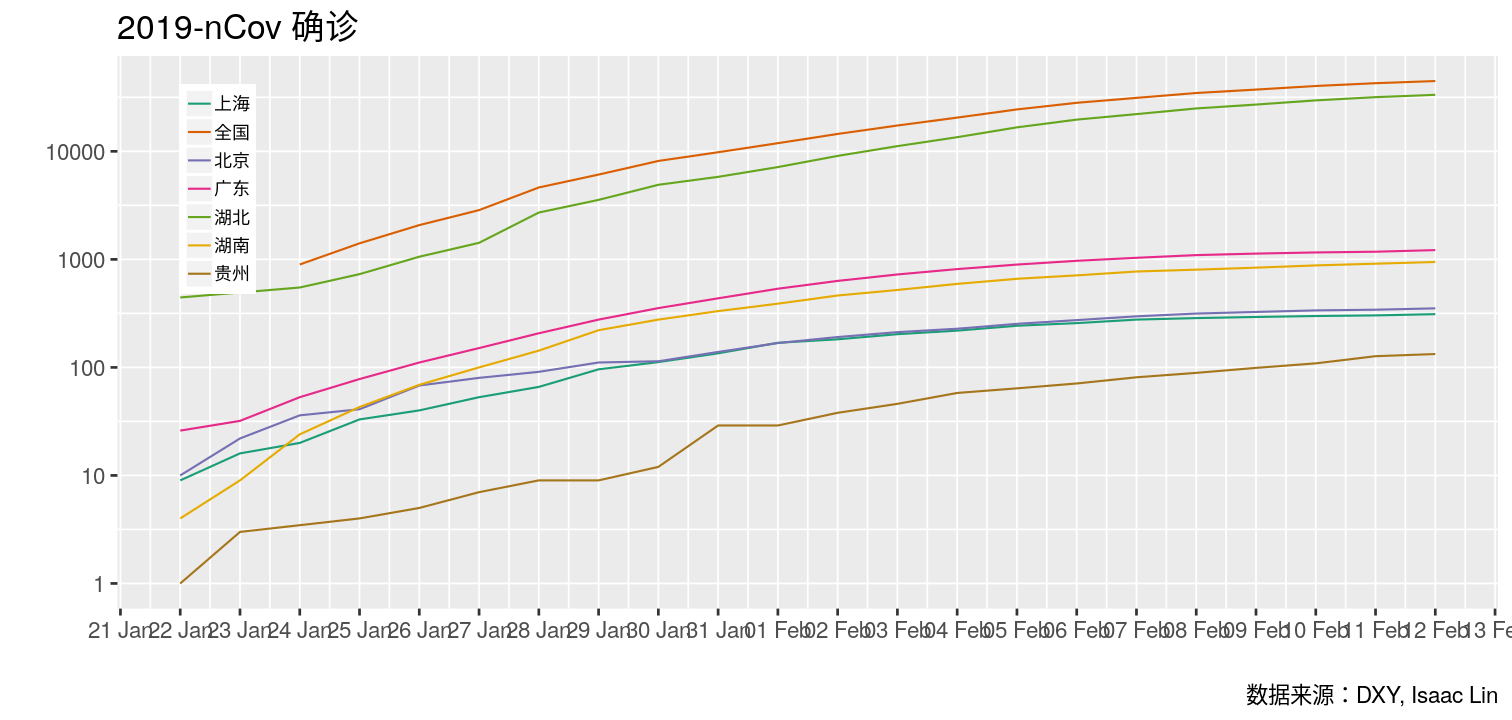 2019-nCov 确诊
上海
全国
北京
广东
湖北
湖南
贵州
10000
1000
100
10
1
21 Jan 22 Jan 23 Jan 24 Jan 25 Jan 26 Jan 27 Jan 28 Jan 29 Jan 30 Jan 31 Jan 01 Feb 02 Feb 03 Feb 04 Feb 05 Feb 06 Feb 07 Feb 08 Feb 09 Feb 10 Feb 11 Feb 12 Feb 13 Fe
数据来源：DXY, Isaac Lin